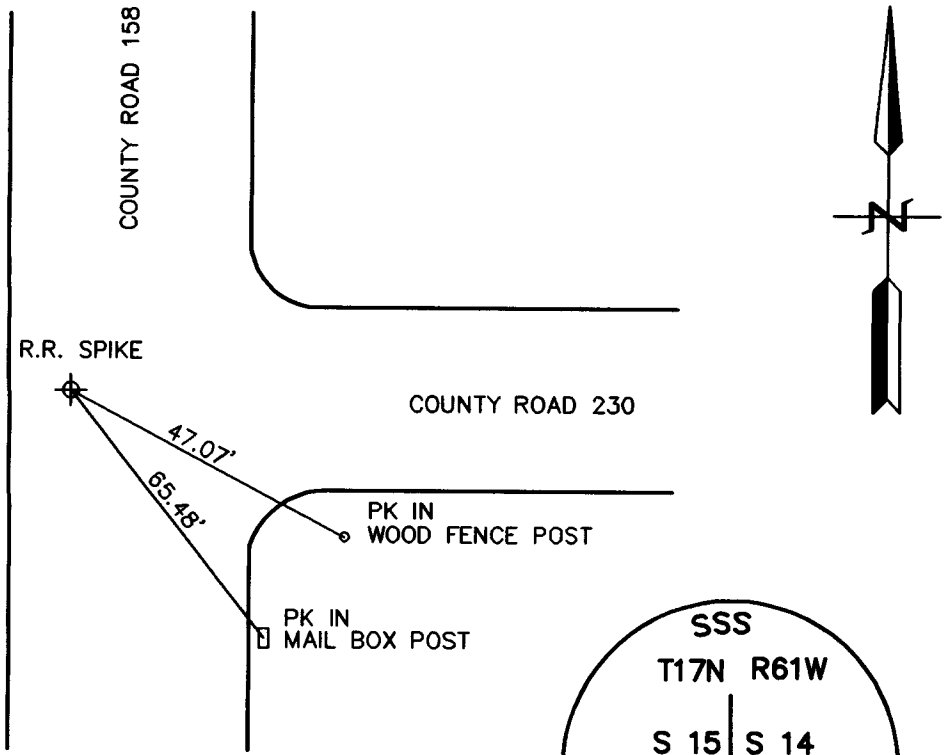 COUNTY ROAD 158
N
R.R. SPIKE
COUNTY ROAD 230
47.07'
65.48'
PK IN
WOOD FENCE POST
PK IN
MAIL BOX POST
SSS
T17N R61W
S 15 S 14